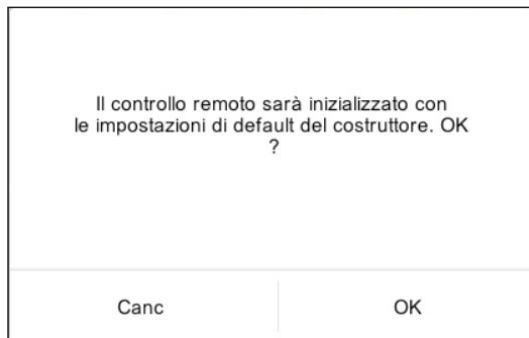 Il controllo remoto sarà inizializzato con
le impostazioni di default del costruttore. OK
?
Canc
OK